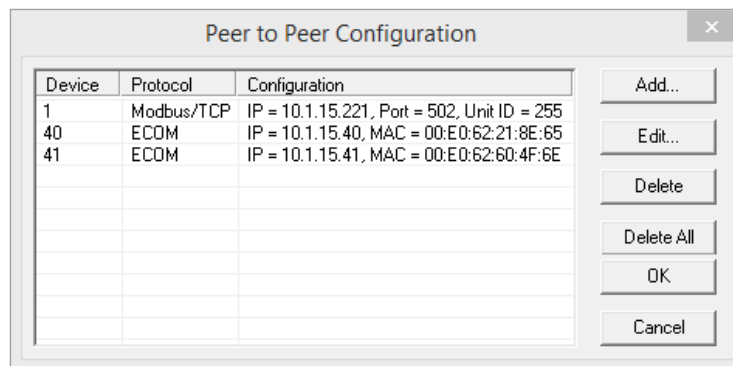 Peer to Peer Configuration
×
Device Protocol Configuration
1 Modbus/TCP IP = 10.1.15.221, Port = 502, Unit ID = 255
40 ECOM IP = 10.1.15.40, MAC = 00:E0:62:21:8E:65
41 ECOM IP = 10.1.15.41, MAC = 00:E0:62:60:4F:6E
Add...
Edit...
Delete
Delete All
OK
Cancel